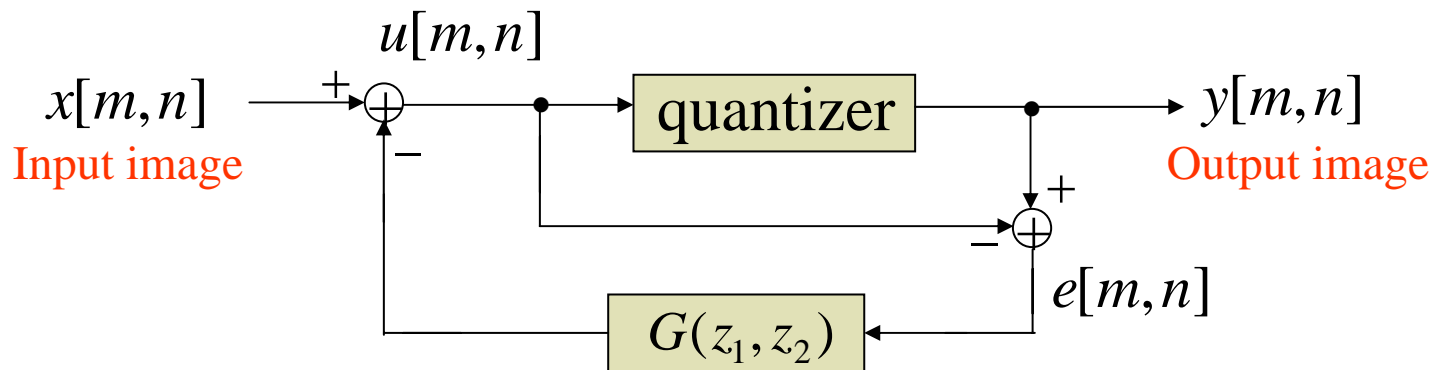 u[m,n]
x[m,n]
+
+
quantizer
y[m,n]
Input image
−
Output image
+
−
+
e[m,n]
G(z₁,z₂)